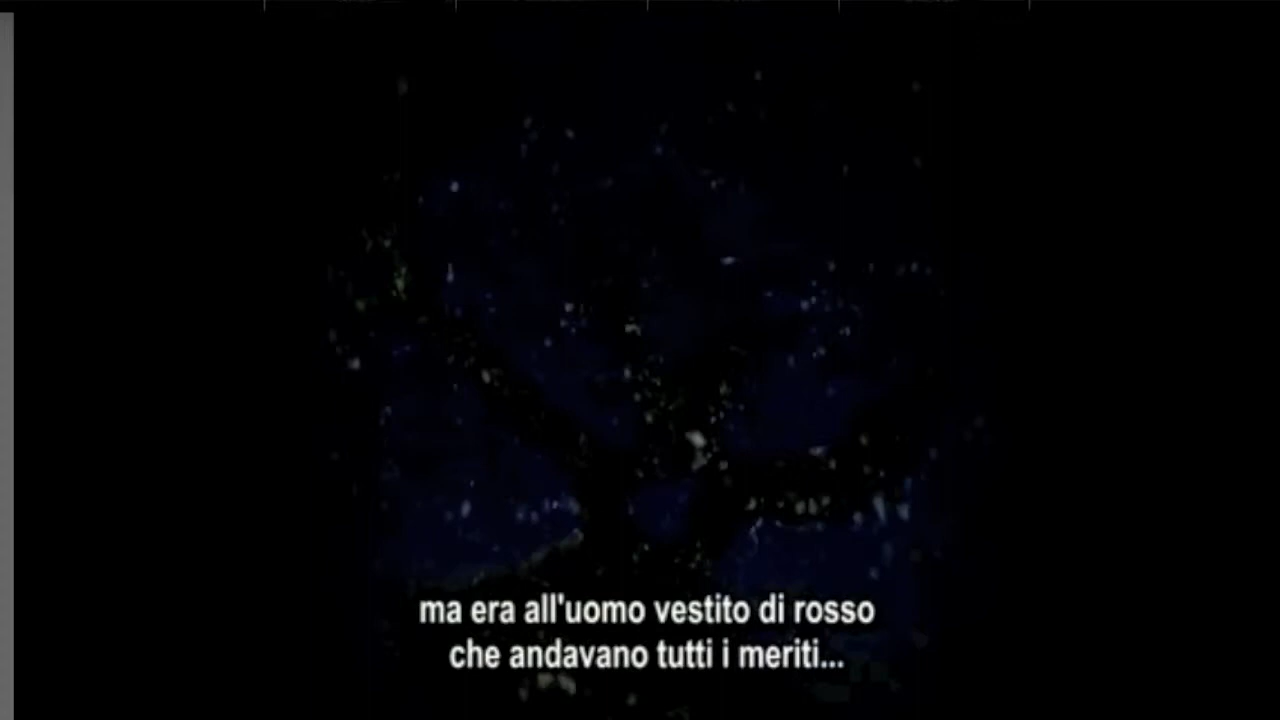 ma era all'uomo vestito di rosso
che andavano tutti i meriti...